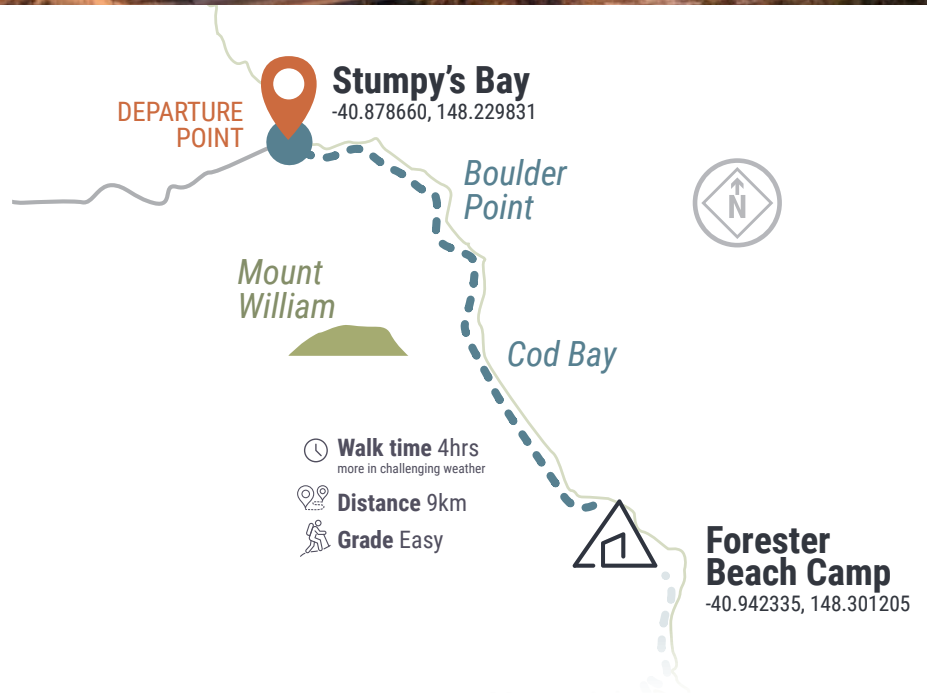 Stumpy’s Bay
-40.878660, 148.229831
DEPARTURE
POINT
Boulder
Point
N
Mount
William
Cod Bay
Walk time 4hrs
more in challenging weather
Distance 9km
Grade Easy
Forester
Beach Camp
-40.942335, 148.301205